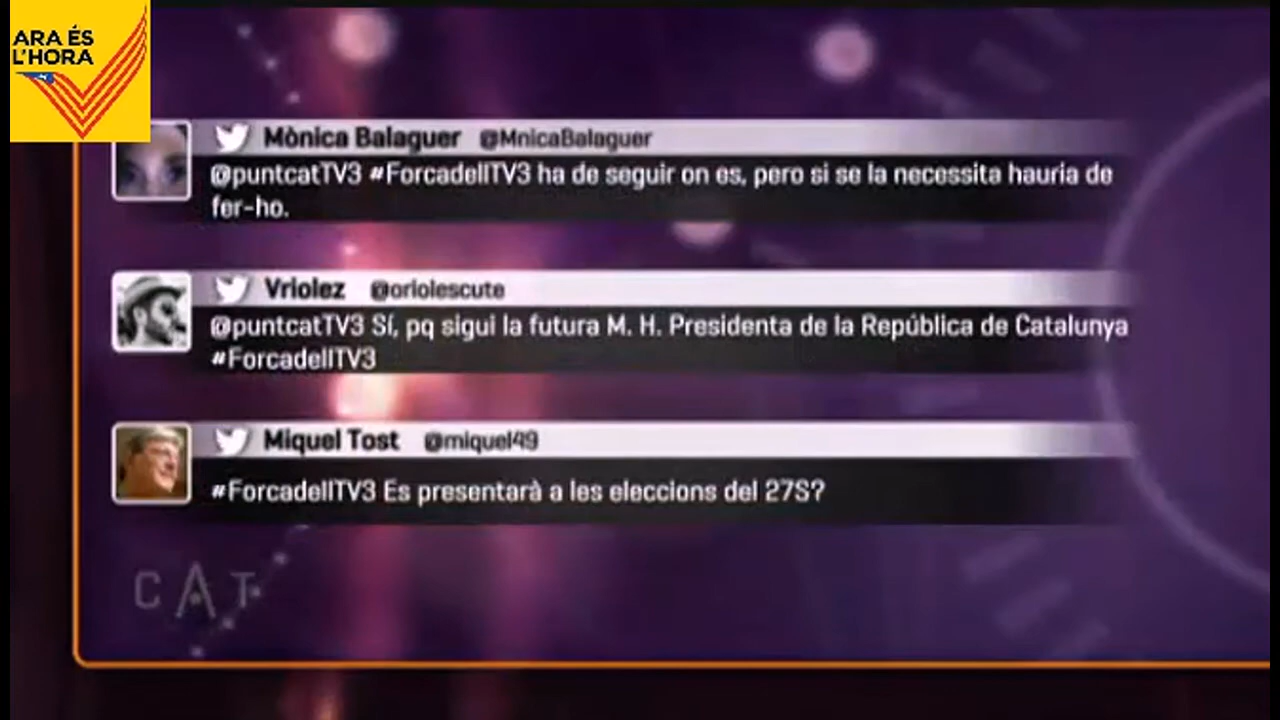 ARA ÉS
L'HORA
Mònica Balaguer @MnicaBalaguer
@puntcatTV3 #ForcadellTV3 ha de seguir on es, pero si se la necessita hauria de
fer-ho.
Vriolez @oriolescute
@puntcatTV3 Sí, pq sigui la futura M. H. Presidenta de la República de Catalunya
#ForcadellTV3
Miquel Tost @miquel49
#ForcadellTV3 Es presentarà a les eleccions del 27S?
CAT